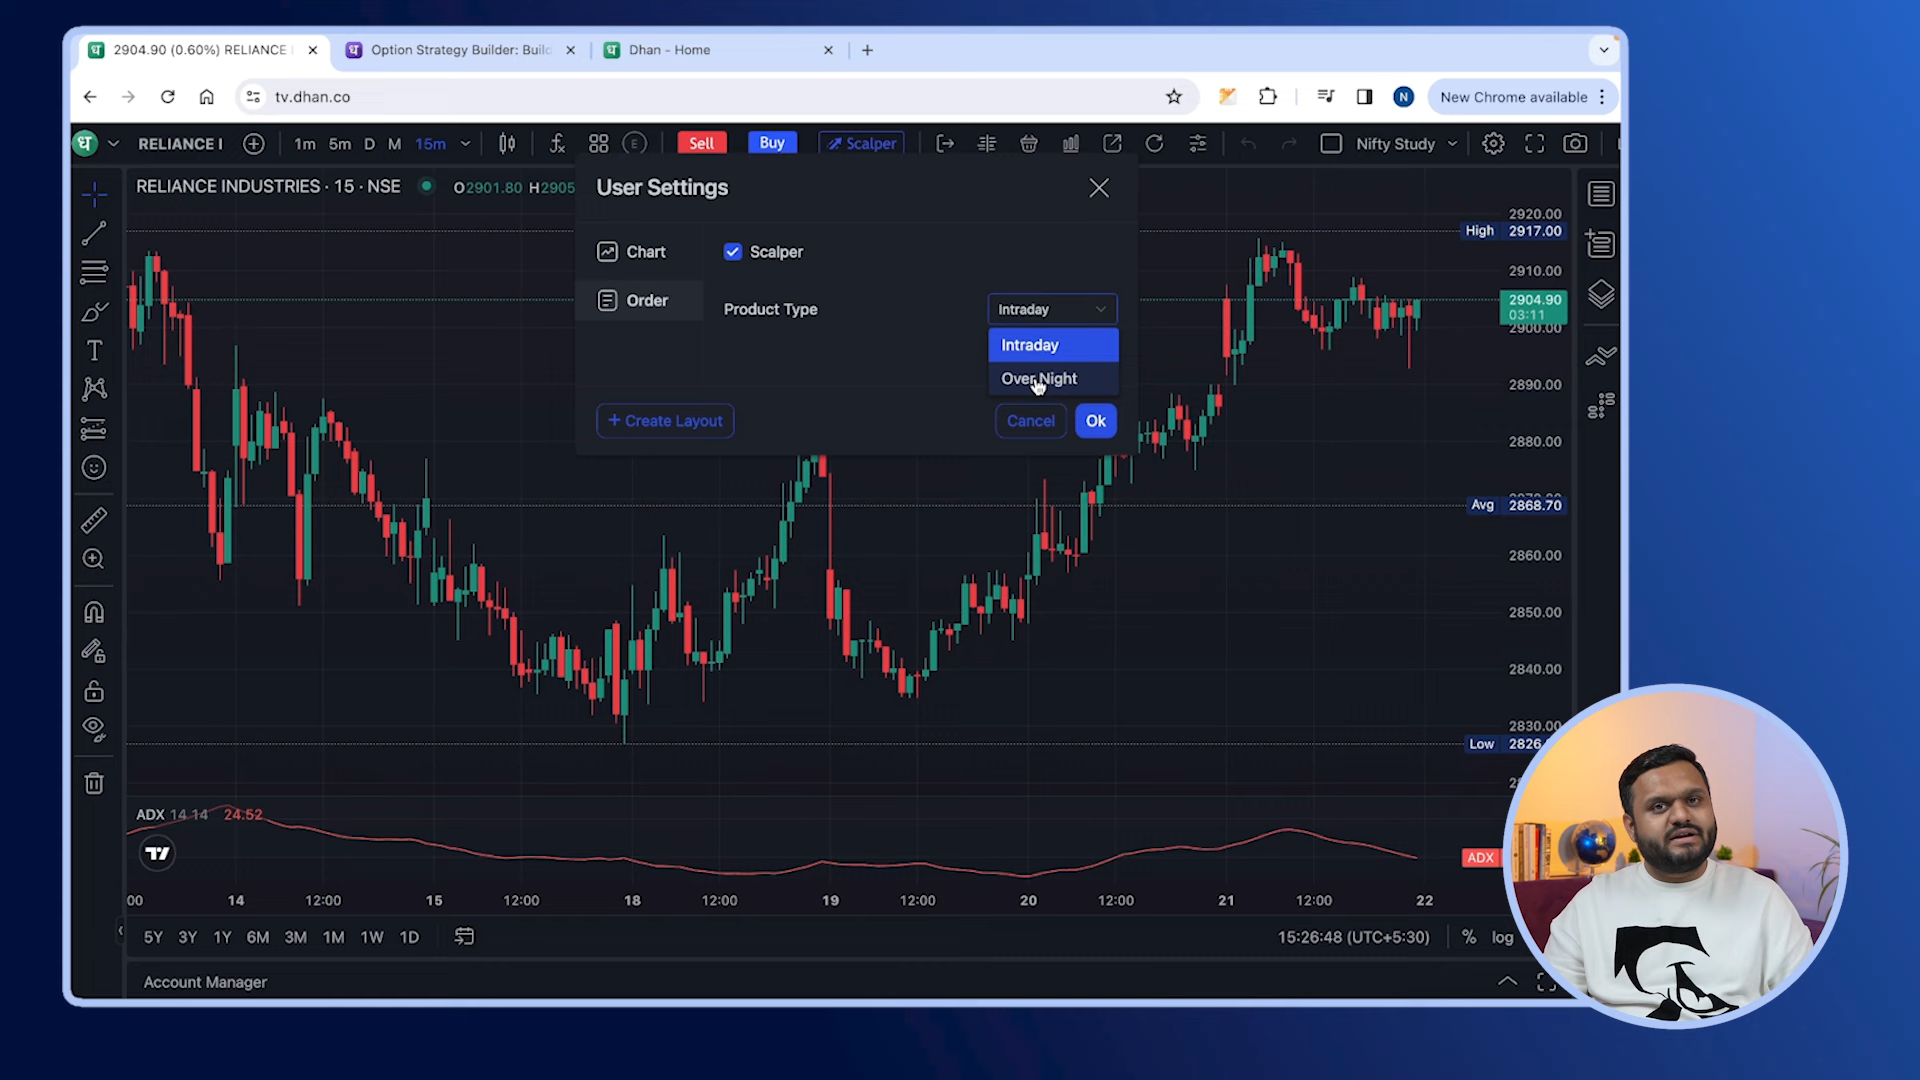 2904.90 (0.60%) RELIANCE I
Option Strategy Builder: Build
Dhan - Home
tv.dhan.co
N
New Chrome available
RELIANCE I
1m 5m D M 15m
E
Sell
Buy
Scalper
Nifty Study
RELIANCE INDUSTRIES · 15 · NSE
O2901.80 H2905
User Settings
Chart
Scalper
Order
Product Type
Intraday
Intraday
Over Night
+ Create Layout
Cancel
Ok
2920.00
High 2917.00
2910.00
2904.90
03:11
2900.00
2890.00
2880.00
Avg 2868.70
2860.00
2850.00
2840.00
2830.00
Low 2826
ADX 14 14 24.52
ADX
00 14 12:00 15 12:00 18 12:00 19 12:00 20 12:00 21 12:00 22
5Y 3Y 1Y 6M 3M 1M 1W 1D
15:26:48 (UTC+5:30)
% log
Account Manager